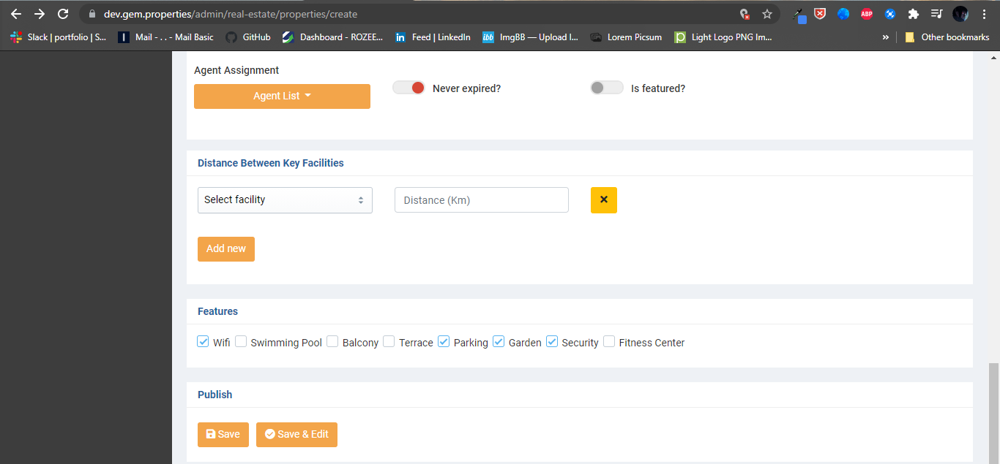 dev.gem.properties/admin/real-estate/properties/create
ABP
Slack | portfolio | S... Mail - . . - Mail Basic GitHub Dashboard - ROZEE... in Feed | LinkedIn ibb ImgBB — Upload I... Lorem Picsum Light Logo PNG Im... » Other bookmarks
Agent Assignment
Agent List
Never expired?
Is featured?
Distance Between Key Facilities
Select facility
Distance (Km)
Add new
Features
Wifi Swimming Pool Balcony Terrace Parking Garden Security Fitness Center
Publish
Save
Save & Edit